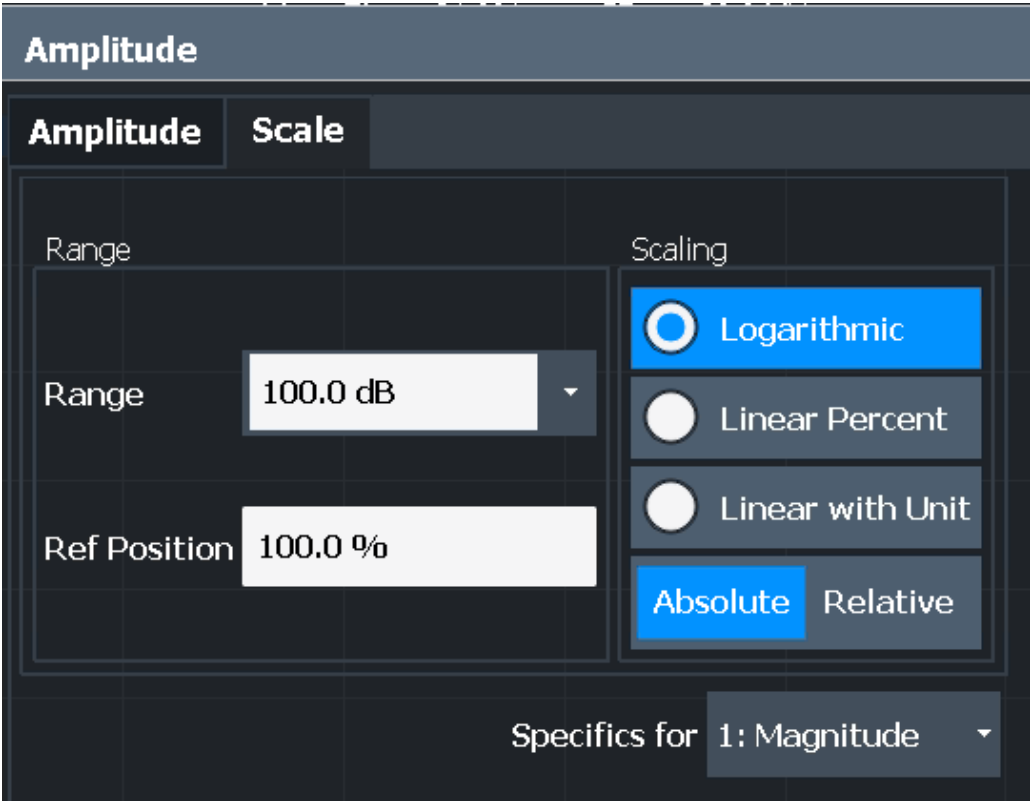 Amplitude
Amplitude Scale
Range
Range 100.0 dB
Ref Position 100.0 %
Scaling
Logarithmic
Linear Percent
Linear with Unit
Absolute Relative
Specifics for 1: Magnitude